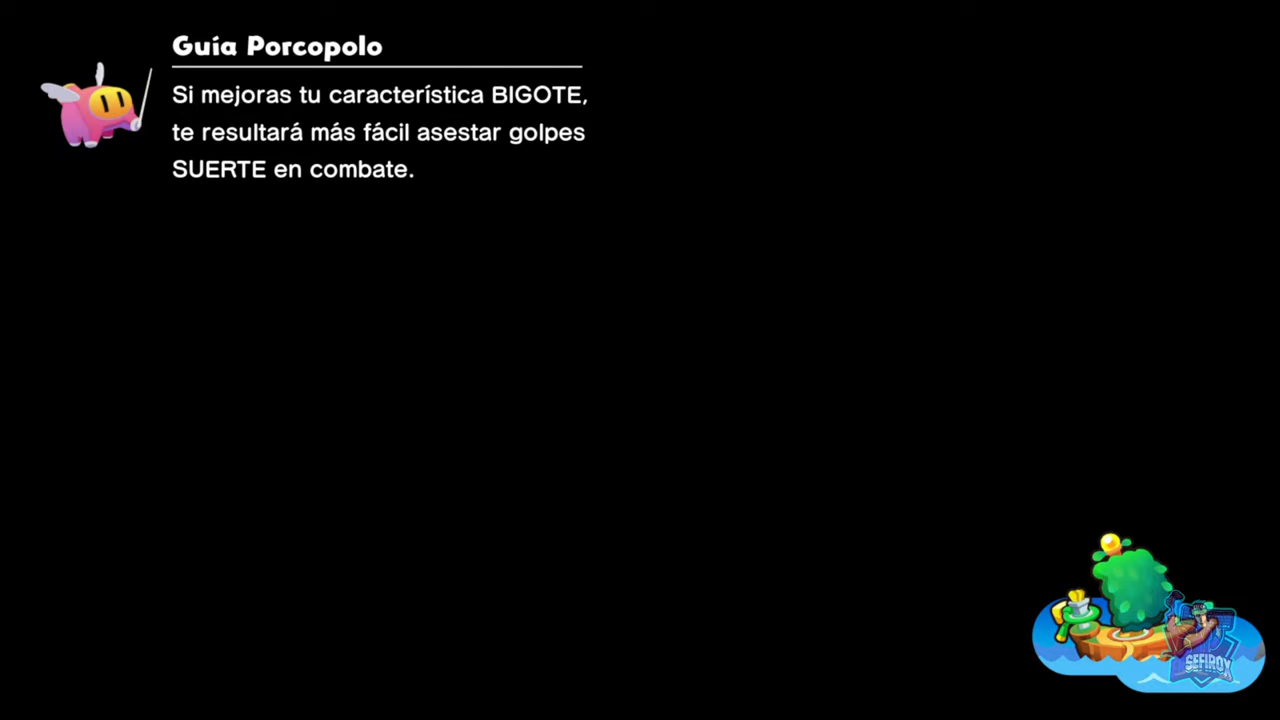 Guía Porcopolo
Si mejoras tu característica BIGOTE,
te resultará más fácil asestar golpes
SUERTE en combate.
SEFIROX